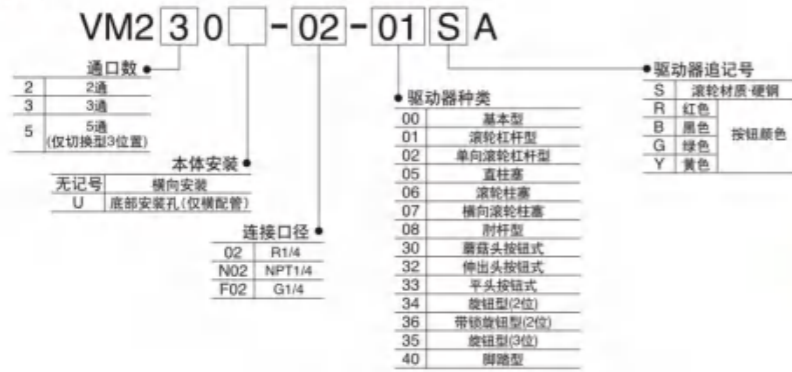 VM2 3 0 - 02 - 01 S A
通口数
2 2通
3 3通
5 5通
(仅切换型3位置)
本体安装
无记号 横向安装
U 底部安装孔(仅横配管)
连接口径
02 R1/4
N02 NPT1/4
F02 G1/4
驱动器种类
00 基本型
01 滚轮杠杆型
02 单向滚轮杠杆型
05 直柱塞
06 滚轮柱塞
07 横向滚轮柱塞
08 肘杆型
30 蘑菇头按钮式
32 伸出头按钮式
33 平头按钮式
34 旋钮型(2位)
36 带锁旋钮型(2位)
35 旋钮型(3位)
40 脚踏型
驱动器追记号
S 滚轮材质·硬钢
R 红色
B 黑色
G 绿色
Y 黄色
按钮颜色